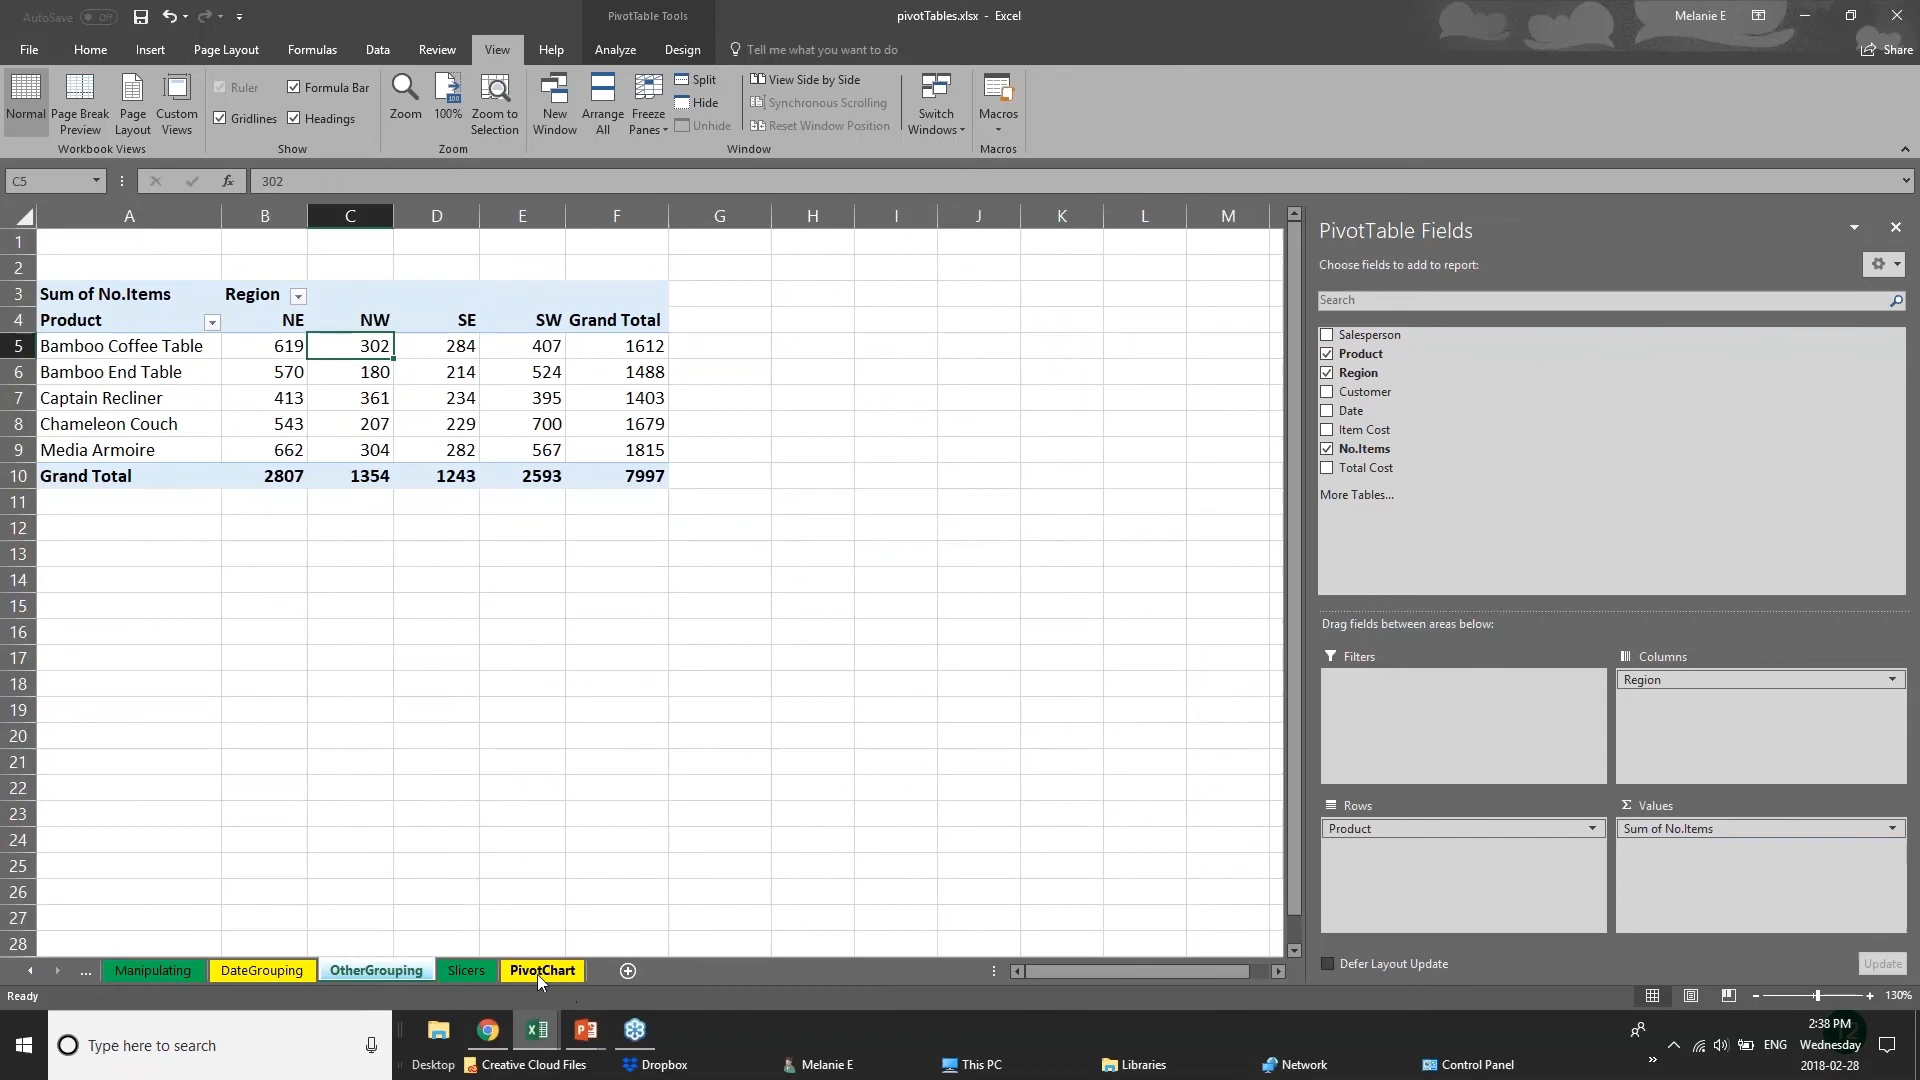 AutoSave Off
PivotTable Tools
pivotTables.xlsx - Excel
Melanie E
File Home Insert Page Layout Formulas Data Review View Help Analyze Design Tell me what you want to do
Share
Normal
Page Break Preview
Page Layout
Custom Views
Workbook Views
Ruler
Formula Bar
Gridlines
Headings
Show
Zoom
100%
Zoom to Selection
Zoom
New Window
Arrange All
Freeze Panes
Split
Hide
Unhide
View Side by Side
Synchronous Scrolling
Reset Window Position
Window
Switch Windows
Macros
Macros
C5
fx
302
A B C D E F G H I J K L M
1
2
3 Sum of No.Items Region
4 Product NE NW SE SW Grand Total
5 Bamboo Coffee Table 619 302 284 407 1612
6 Bamboo End Table 570 180 214 524 1488
7 Captain Recliner 413 361 234 395 1403
8 Chameleon Couch 543 207 229 700 1679
9 Media Armoire 662 304 282 567 1815
10 Grand Total 2807 1354 1243 2593 7997
11
12
13
14
15
16
17
18
19
20
21
22
23
24
25
26
27
28
PivotTable Fields
Choose fields to add to report:
Search
Salesperson
Product
Region
Customer
Date
Item Cost
No.Items
Total Cost
More Tables...
Drag fields between areas below:
Filters
Columns
Region
Rows
Product
Σ Values
Sum of No.Items
Defer Layout Update
Update
... Manipulating DateGrouping OtherGrouping Slicers PivotChart
Ready
130%
Type here to search
Desktop
Creative Cloud Files
Dropbox
Melanie E
This PC
Libraries
Network
Control Panel
ENG
2:38 PM
Wednesday
2018-02-28